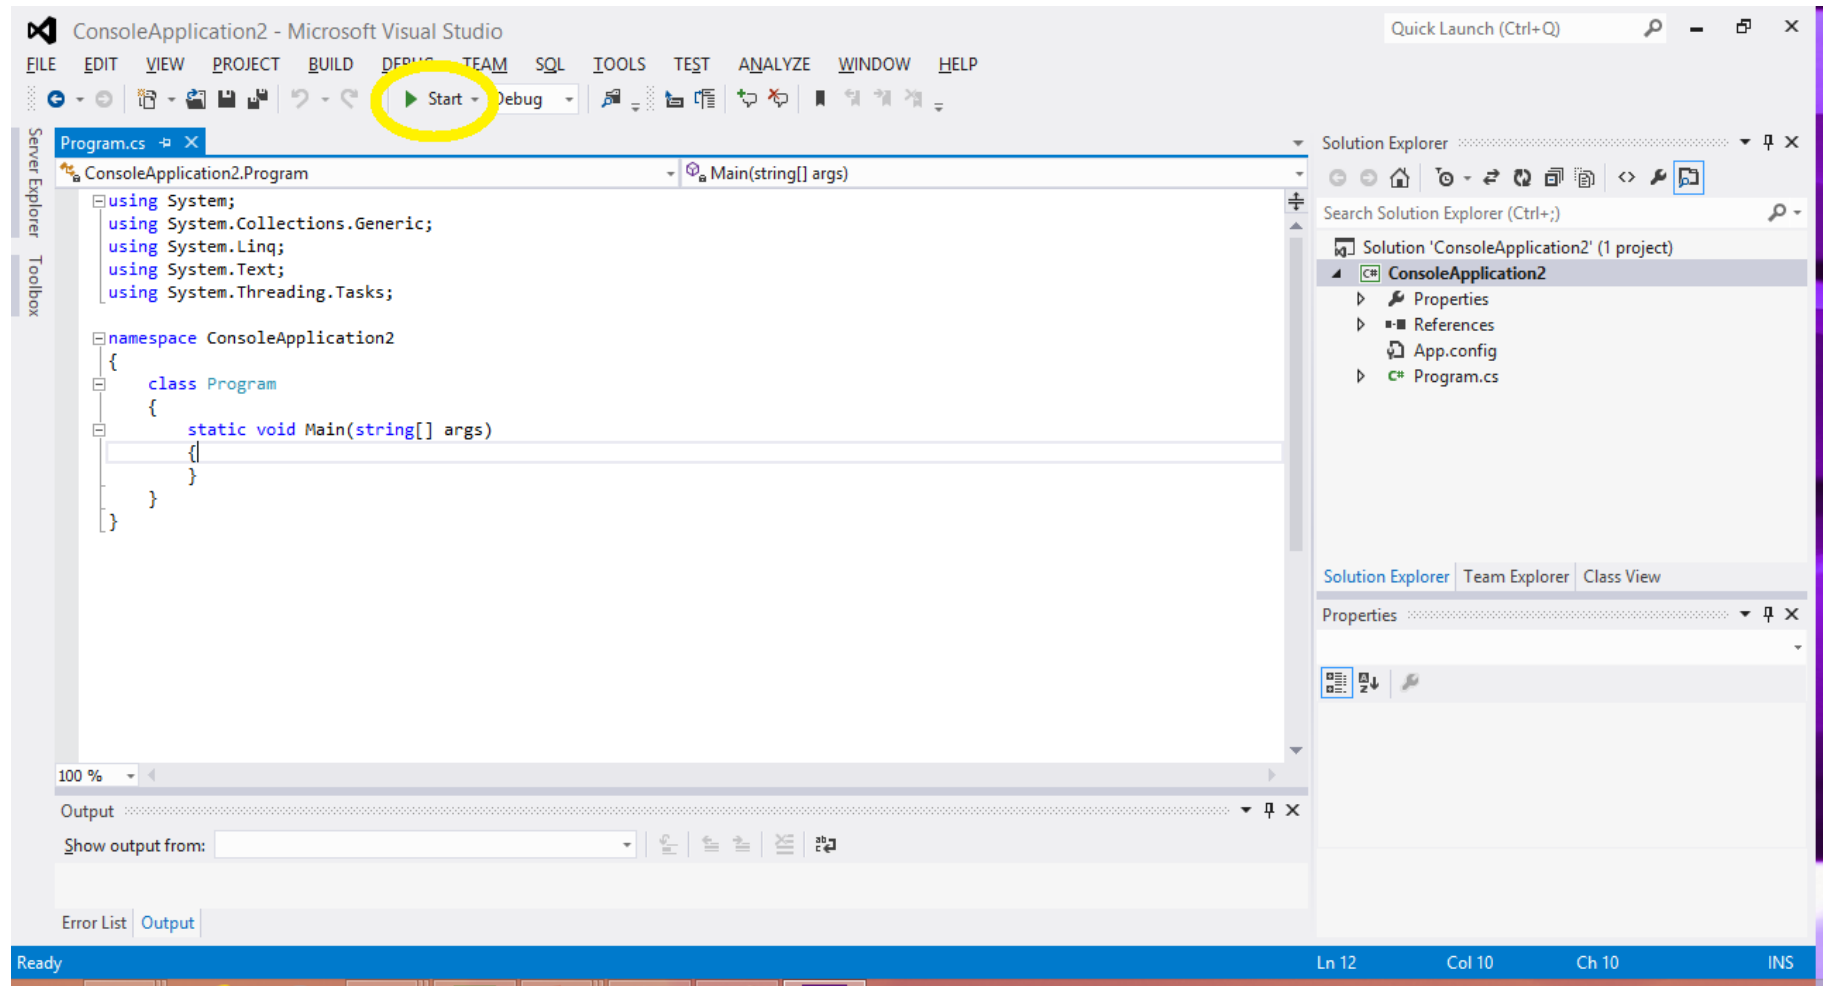 ConsoleApplication2 - Microsoft Visual Studio
Quick Launch (Ctrl+Q)
FILE EDIT VIEW PROJECT BUILD DEBUG TEAM SQL TOOLS TEST ANALYZE WINDOW HELP
Start Debug
Server Explorer
Toolbox
Program.cs
ConsoleApplication2.Program
Main(string[] args)
using System;
using System.Collections.Generic;
using System.Linq;
using System.Text;
using System.Threading.Tasks;
namespace ConsoleApplication2
{
class Program
{
static void Main(string[] args)
{
}
}
}
100 %
Output
Show output from:
Error List Output
Solution Explorer
Search Solution Explorer (Ctrl+;)
Solution 'ConsoleApplication2' (1 project)
C# ConsoleApplication2
Properties
References
App.config
C# Program.cs
Solution Explorer Team Explorer Class View
Properties
Ready
Ln 12 Col 10 Ch 10 INS